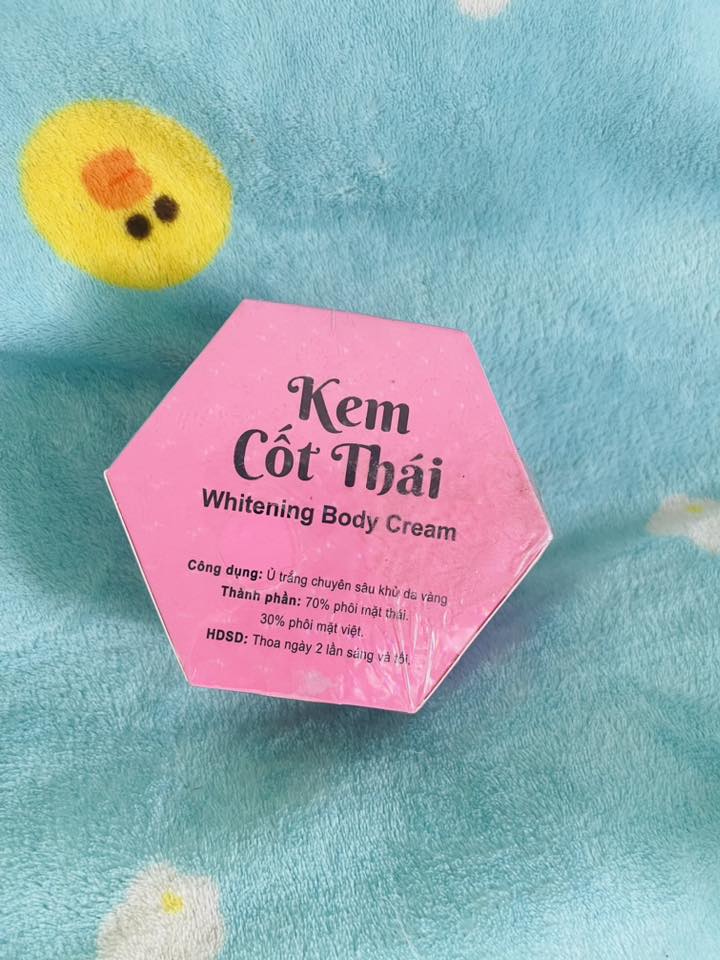 Kem
Cốt Thái
Whitening Body Cream
Công dụng: Ủ trắng chuyên sâu khử da vàng
Thành phần: 70% phôi mặt thái.
30% phôi mặt việt.
HDSD: Thoa ngày 2 lần sáng và tối.